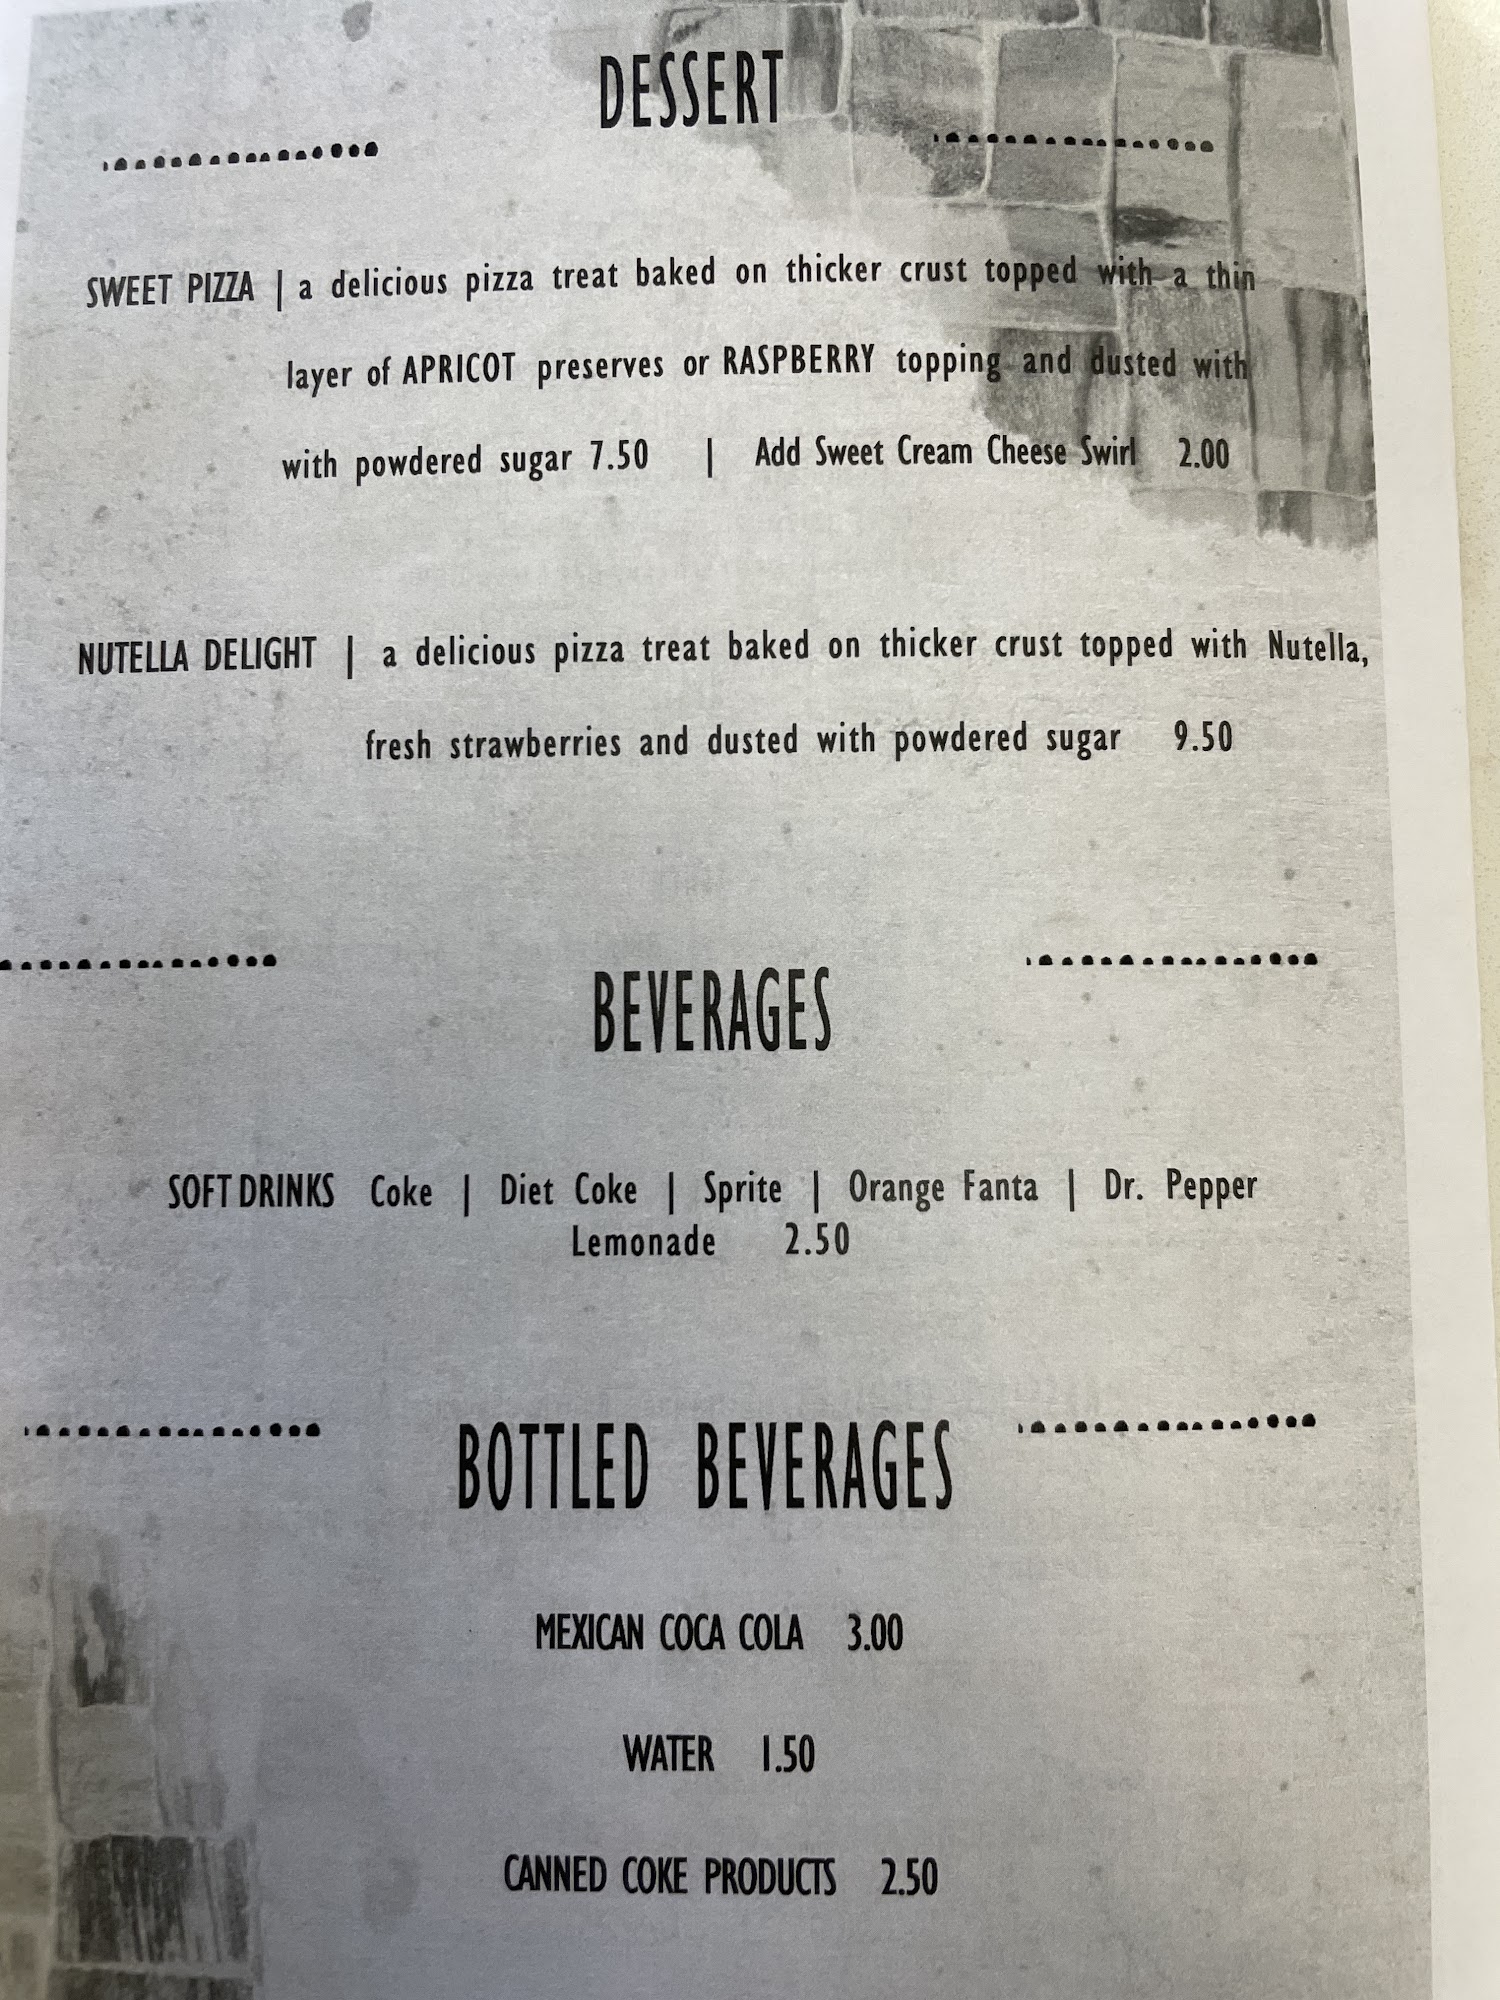 DESSERT
SWEET PIZZA | a delicious pizza treat baked on thicker crust topped with a thin
layer of APRICOT preserves or RASPBERRY topping and dusted with
with powdered sugar 7.50 | Add Sweet Cream Cheese Swirl 2.00
NUTELLA DELIGHT | a delicious pizza treat baked on thicker crust topped with Nutella,
fresh strawberries and dusted with powdered sugar 9.50
BEVERAGES
SOFT DRINKS Coke | Diet Coke | Sprite | Orange Fanta | Dr. Pepper
Lemonade 2.50
BOTTLED BEVERAGES
MEXICAN COCA COLA 3.00
WATER 1.50
CANNED COKE PRODUCTS 2.50